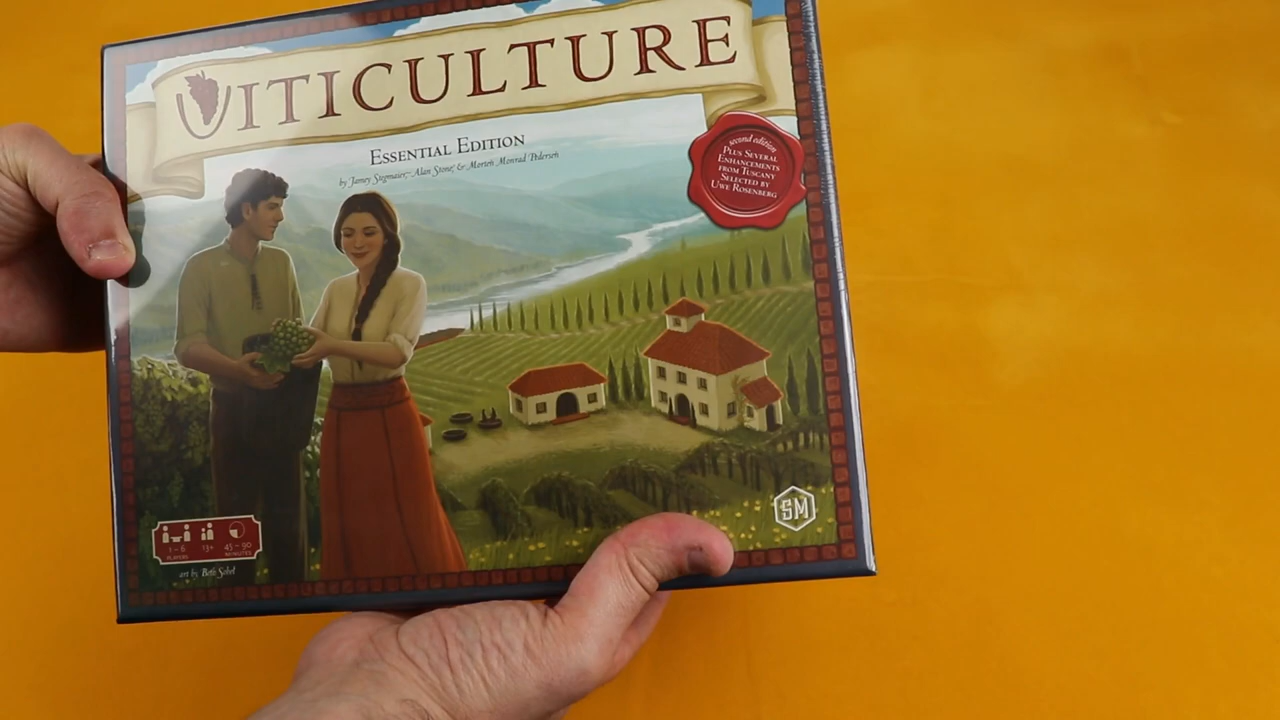 VITICULTURE
ESSENTIAL EDITION
by Jamey Stegmaier, Alan Stone, & Morten Monrad Pedersen
second edition
PLUS SEVERAL
ENHANCEMENTS
FROM TUSCANY
SELECTED BY
UWE ROSENBERG
1-6
PLAYERS
13+
45-90
MINUTES
art by Beth Sobel
SM